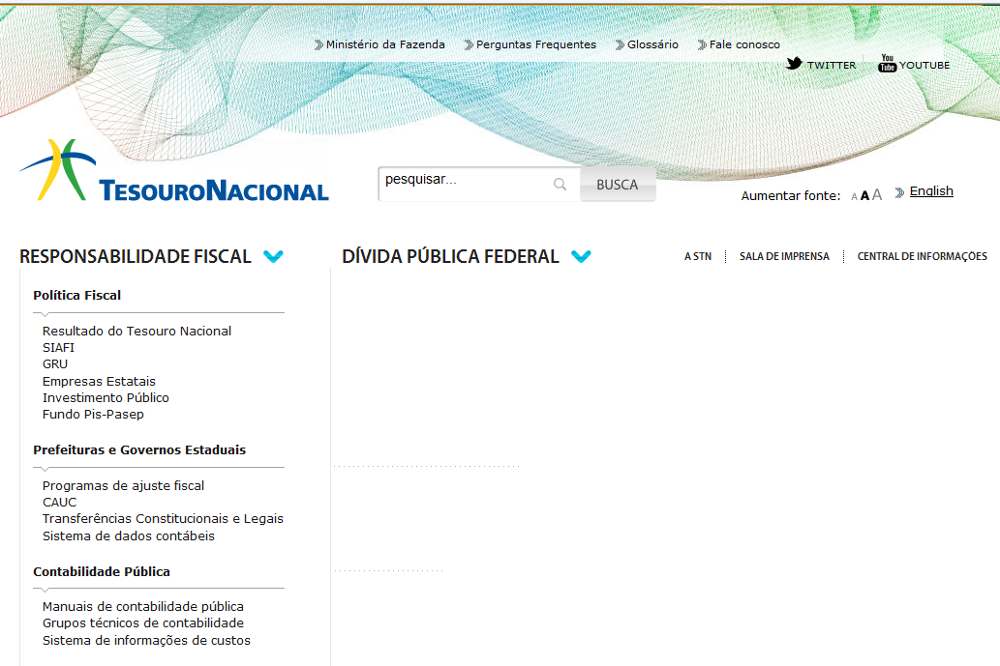 Ministério da Fazenda Perguntas Frequentes Glossário Fale conosco
TWITTER You Tube YOUTUBE
TESOURONACIONAL
pesquisar... BUSCA
Aumentar fonte: A A A English
RESPONSABILIDADE FISCAL DÍVIDA PÚBLICA FEDERAL A STN SALA DE IMPRENSA CENTRAL DE INFORMAÇÕES
Política Fiscal
Resultado do Tesouro Nacional
SIAFI
GRU
Empresas Estatais
Investimento Público
Fundo Pis-Pasep
Prefeituras e Governos Estaduais
Programas de ajuste fiscal
CAUC
Transferências Constitucionais e Legais
Sistema de dados contábeis
Contabilidade Pública
Manuais de contabilidade pública
Grupos técnicos de contabilidade
Sistema de informações de custos